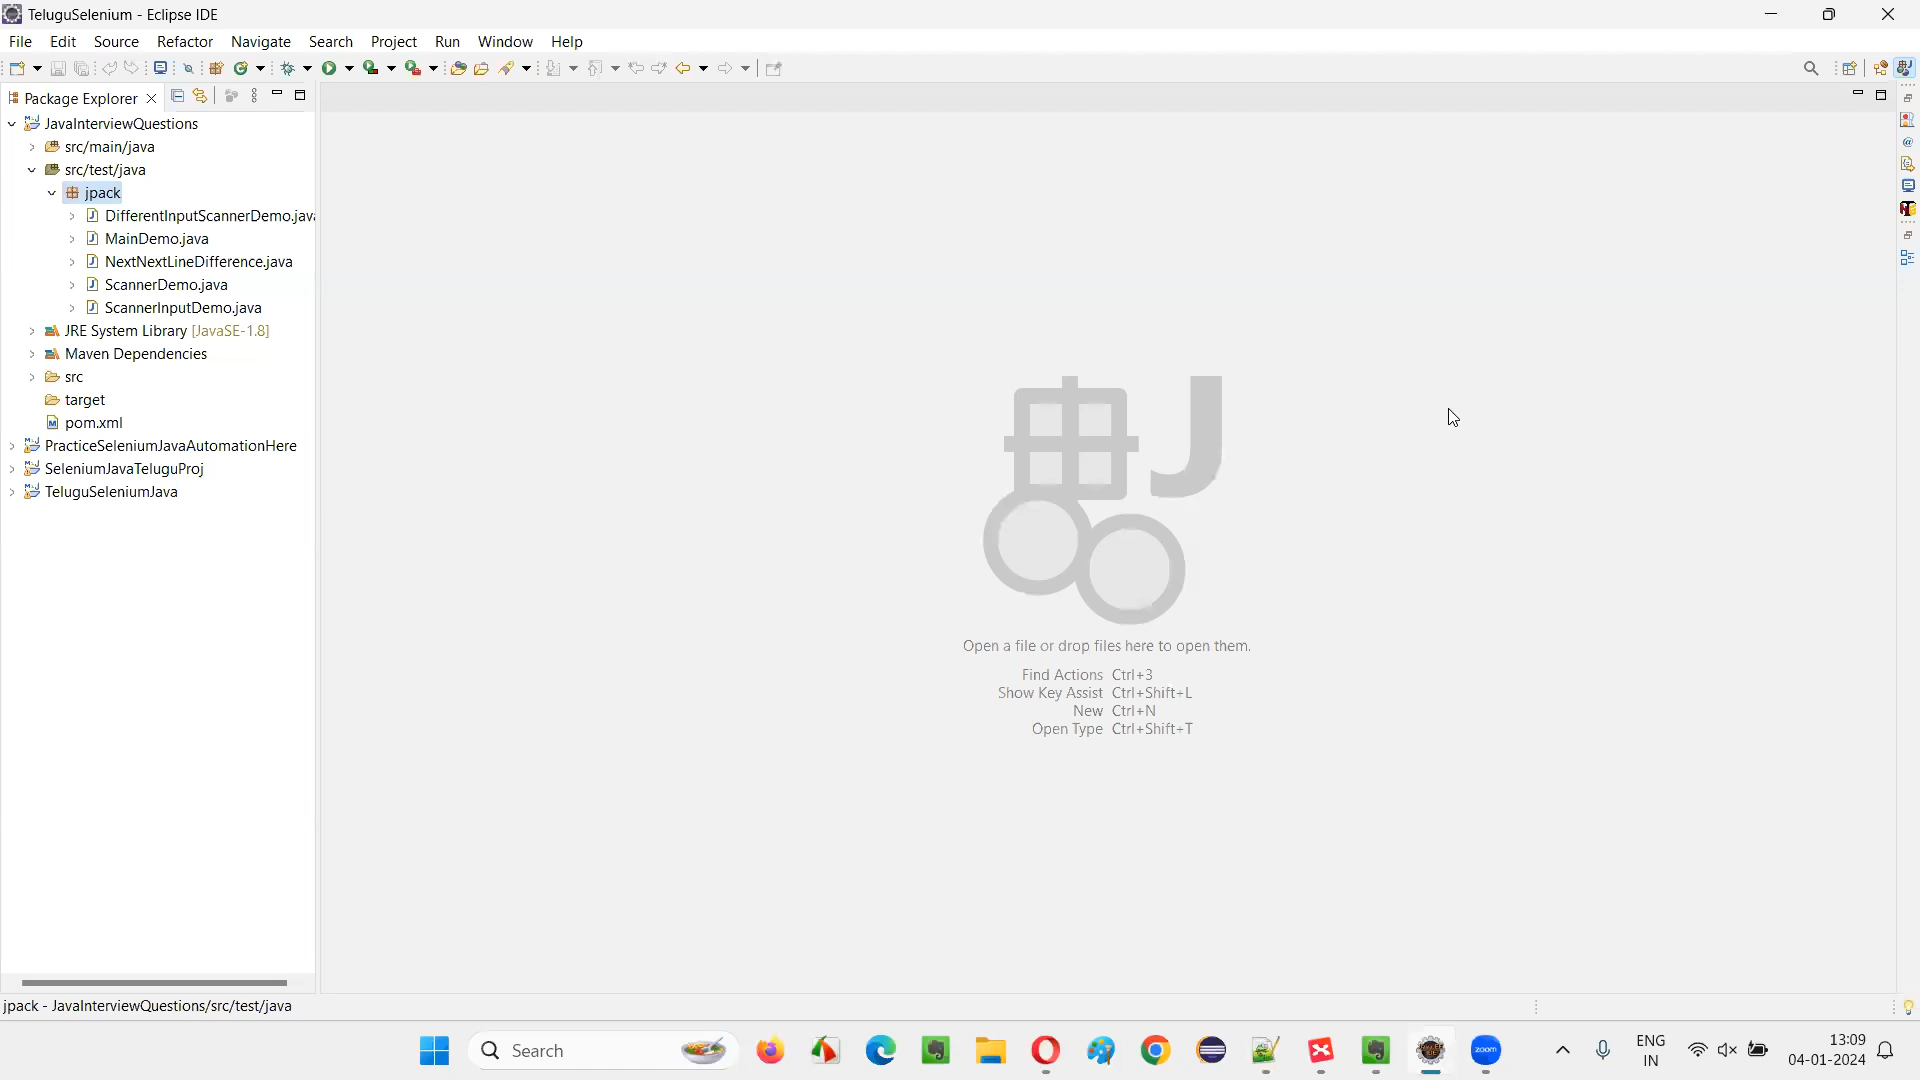 TeluguSelenium - Eclipse IDE
File Edit Source Refactor Navigate Search Project Run Window Help
Package Explorer
JavaInterviewQuestions
src/main/java
src/test/java
jpack
DifferentInputScannerDemo.java
MainDemo.java
NextNextLineDifference.java
ScannerDemo.java
ScannerInputDemo.java
JRE System Library [JavaSE-1.8]
Maven Dependencies
src
target
pom.xml
PracticeSeleniumJavaAutomationHere
SeleniumJavaTeluguProj
TeluguSeleniumJava
Open a file or drop files here to open them.
Find Actions Ctrl+3
Show Key Assist Ctrl+Shift+L
New Ctrl+N
Open Type Ctrl+Shift+T
jpack - JavaInterviewQuestions/src/test/java
Search
zoom
ENG
IN
13:09
04-01-2024